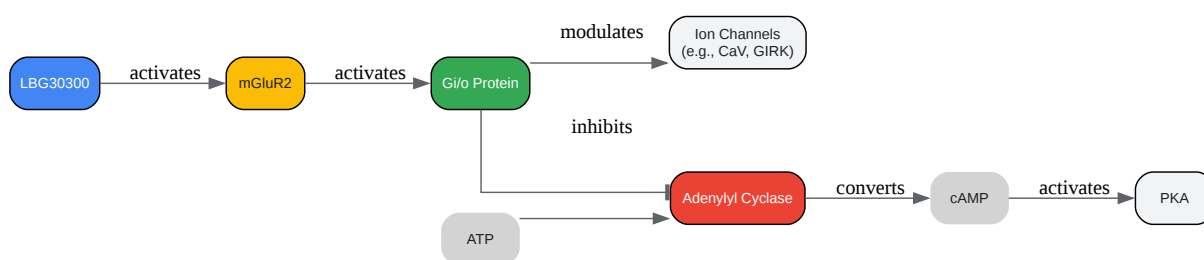 modulates
Ion Channels
(e.g., CaV, GIRK)
LBG30300
activates
mGluR2
activates
Gi/o Protein
inhibits
Adenylyl Cyclase
converts
cAMP
activates
PKA
ATP